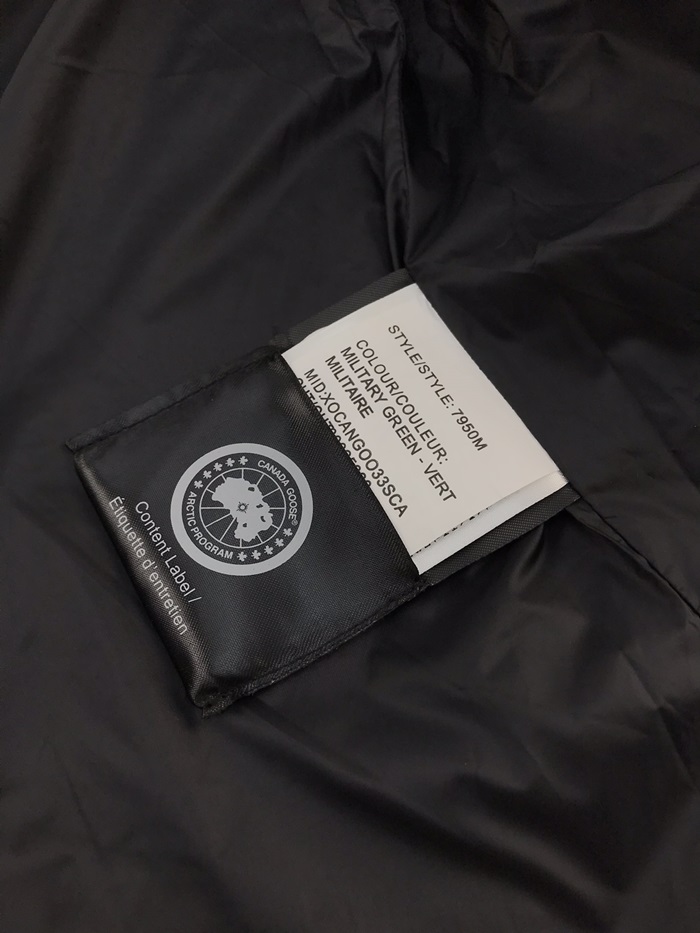 STYLE/STYLE: 7950M
COLOUR/COULEUR:
MILITARY GREEN - VERT
MILITAIRE
MID:XOCANGOO33SCA
CANADA GOOSE®
ARCTIC PROGRAM
Content Label /
Étiquette d'entretien